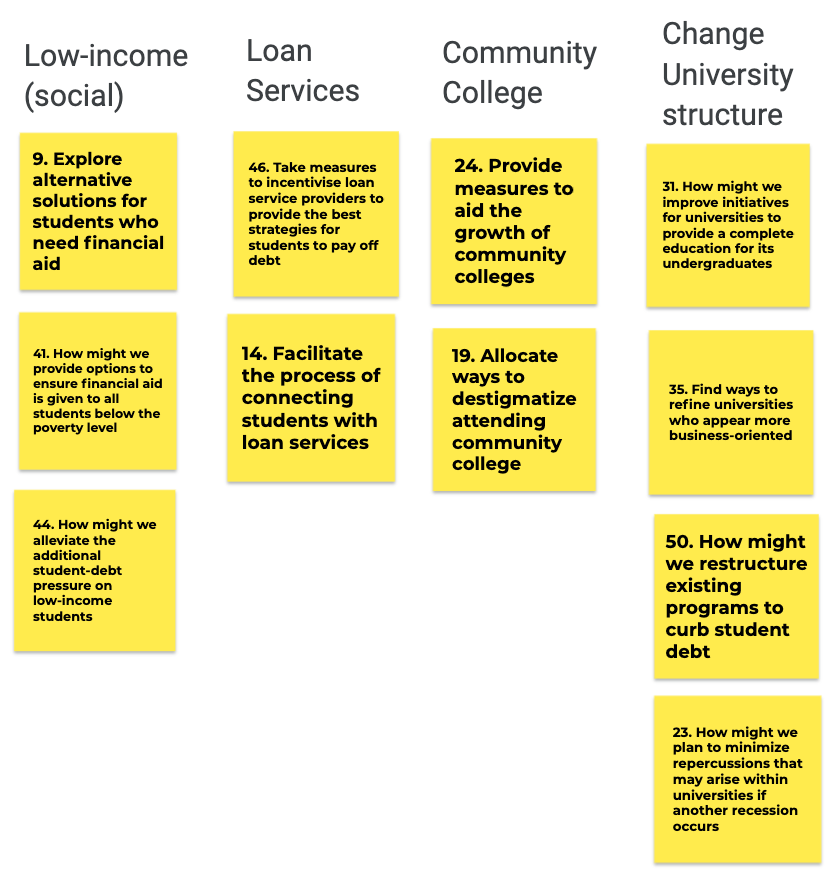 Low-income
(social)
9. Explore
alternative
solutions for
students who
need financial
aid
41. How might we
provide options to
ensure financial aid
is given to all
students below the
poverty level
44. How might we
alleviate the
additional
student-debt
pressure on
low-income
students
Loan
Services
46. Take measures
to incentivise loan
service providers to
provide the best
strategies for
students to pay off
debt
14. Facilitate
the process of
connecting
students with
loan services
Community
College
24. Provide
measures to
aid the
growth of
community
colleges
19. Allocate
ways to
destigmatize
attending
community
college
Change
University
structure
31. How might we
improve initiatives
for universities to
provide a complete
education for its
undergraduates
35. Find ways to
refine universities
who appear more
business-oriented
50. How might
we restructure
existing
programs to
curb student
debt
23. How might we
plan to minimize
repercussions that
may arise within
universities if
another recession
occurs